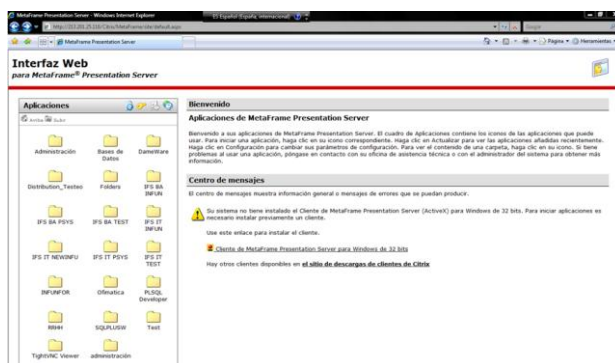 MetaFrame Presentation Server - Windows Internet Explorer
ES Español (España, internacional)
MetaFrame Presentation Server
Página
Herramientas
Interfaz Web
para MetaFrame® Presentation Server
Aplicaciones
Arriba Subir
Administración
Bases de Datos
DameWare
Distribution_Testeo
Folders
IFS BA INFUN
IFS BA PSYS
IFS BA TEST
IFS IT INFUN
IFS IT NEWINFU
IFS IT PSYS
IFS IT TEST
INFUNFOR
Ofimatica
PLSQL Developer
RRHH
SQLPLUSW
Test
TightVNC Viewer
administración
Bienvenido
Aplicaciones de MetaFrame Presentation Server
Bienvenido a sus aplicaciones de MetaFrame Presentation Server. El cuadro de Aplicaciones contiene los iconos de las aplicaciones que puede
usar. Para iniciar una aplicación, haga clic en su icono correspondiente. Haga clic en Actualizar para ver las aplicaciones añadidas recientemente.
Haga clic en Configuración para cambiar sus parámetros de configuración. Para ver el contenido de una carpeta, haga clic en su icono. Si tiene
problemas al usar una aplicación, póngase en contacto con su oficina de asistencia técnica o con el administrador del sistema para obtener más
información.
Centro de mensajes
El centro de mensajes muestra información general o mensajes de errores que se puedan producir.
Su sistema no tiene instalado el Cliente de MetaFrame Presentation Server (ActiveX) para Windows de 32 bits. Para iniciar aplicaciones es
necesario instalar previamente un cliente.
Use este enlace para instalar el cliente.
Cliente de MetaFrame Presentation Server para Windows de 32 bits
Hay otros clientes disponibles en el sitio de descargas de clientes de Citrix